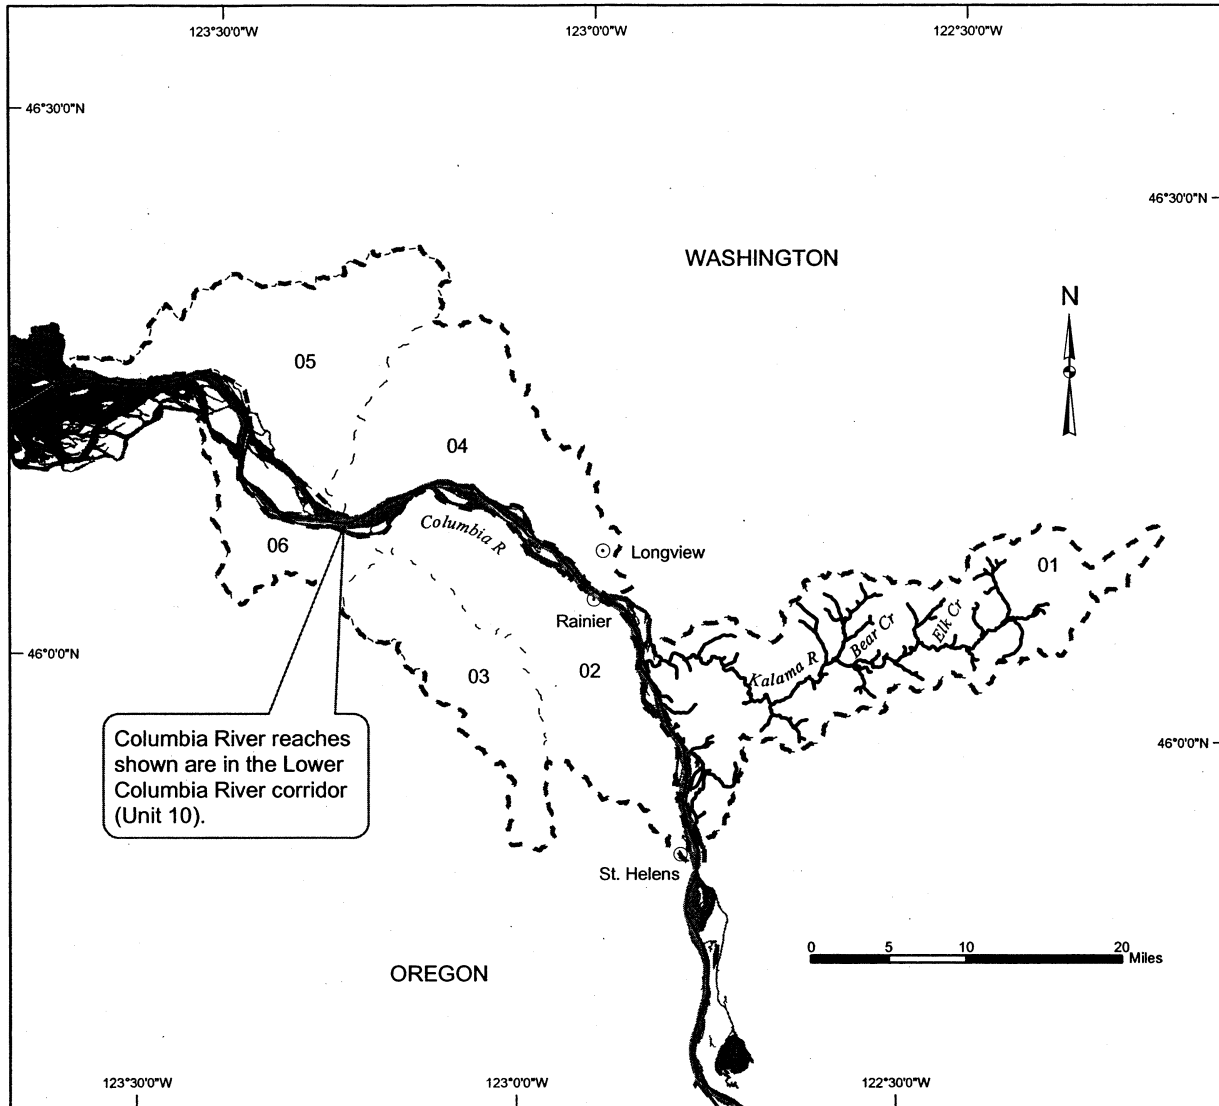 123°30'0"W
123°0'0"W
122°30'0"W
46°30'0"N
46°30'0"N
WASHINGTON
N
05
04
Columbia R
06
Longview
01
Rainier
Bear Cr
Elk Cr
46°0'0"N
03
02
Kalama R
Columbia River reaches
shown are in the Lower
Columbia River corridor
(Unit 10).
46°0'0"N
St. Helens
0
5
10
20
Miles
OREGON
123°30'0"W
123°0'0"W
122°30'0"W